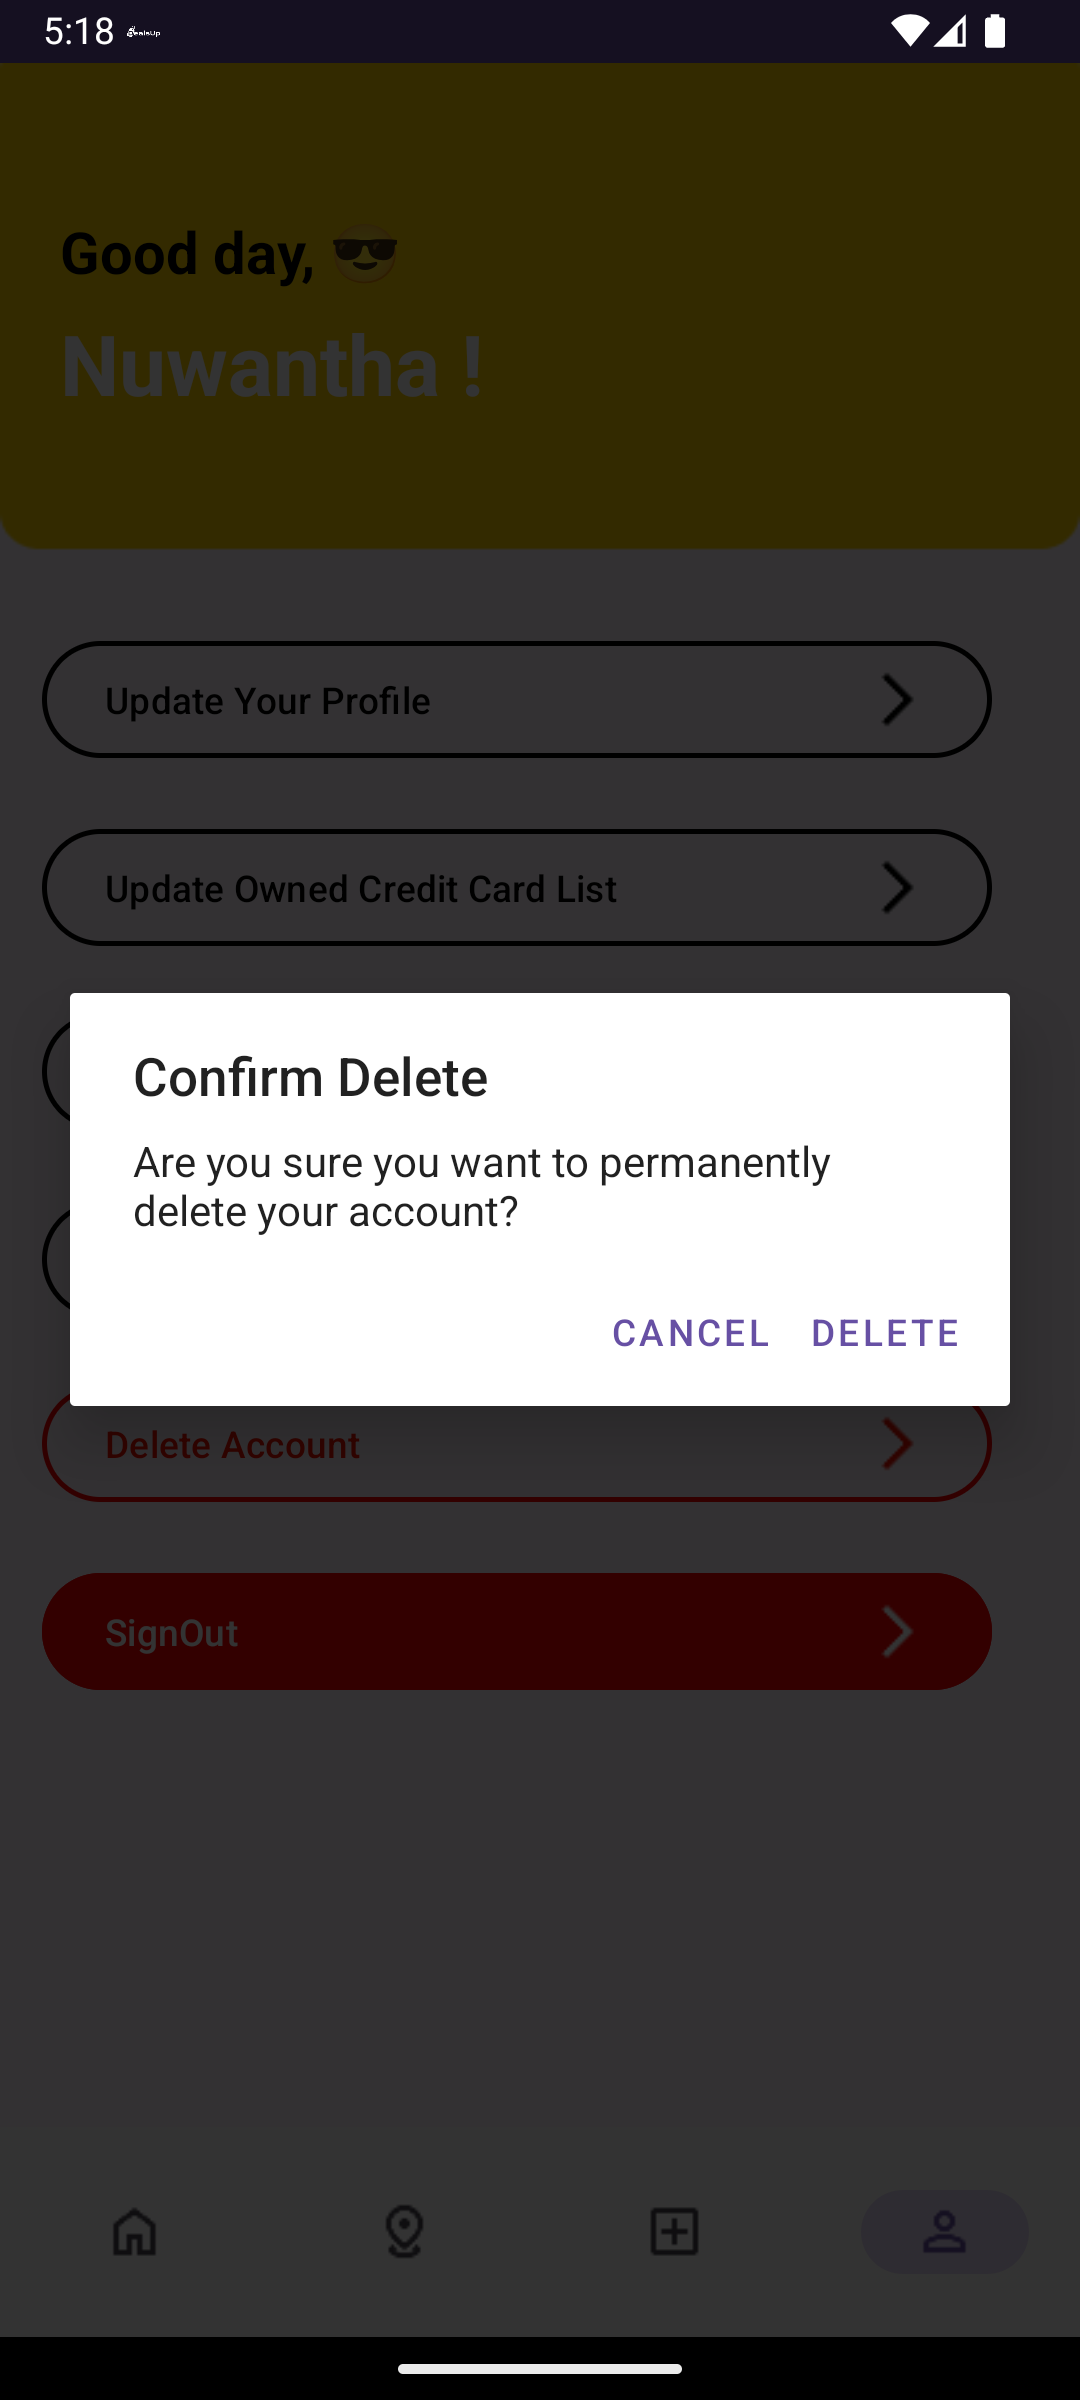 5:18
Good day, 😎
Nuwantha !
Update Your Profile
Update Owned Credit Card List
Confirm Delete
Are you sure you want to permanently
delete your account?
CANCEL DELETE
Delete Account
SignOut